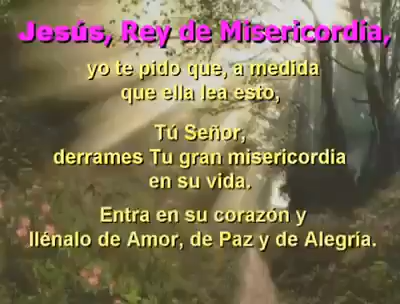 Jesús, Rey de Misericordía,
yo te pido que, a medida
que ella lea esto,
Tú Señor,
derrames Tu gran misericordia
en su vida.
Entra en su corazón y
llénalo de Amor, de Paz y de Alegría.